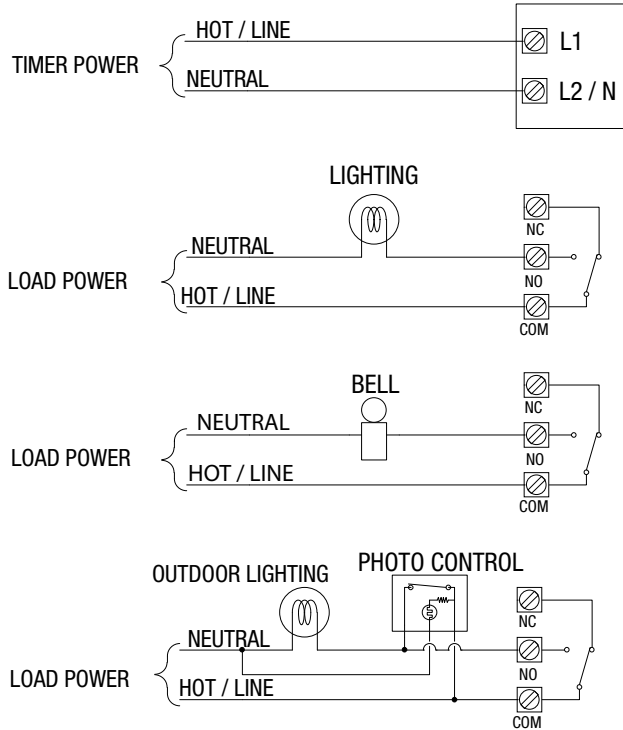 HOT / LINE
L1
TIMER POWER
NEUTRAL
L2 / N
LIGHTING
NC
NEUTRAL
LOAD POWER
NO
HOT / LINE
COM
BELL
NC
NEUTRAL
LOAD POWER
NO
HOT / LINE
COM
OUTDOOR LIGHTING
PHOTO CONTROL
NC
NEUTRAL
LOAD POWER
NO
HOT / LINE
COM